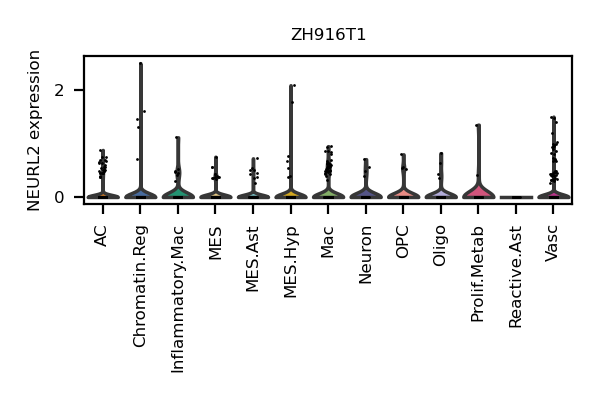 ZH916T1
NEURL2 expression
2
0
AC
Chromatin.Reg
Inflammatory.Mac
MES
MES.Ast
MES.Hyp
Mac
Neuron
OPC
Oligo
Prolif.Metab
Reactive.Ast
Vasc